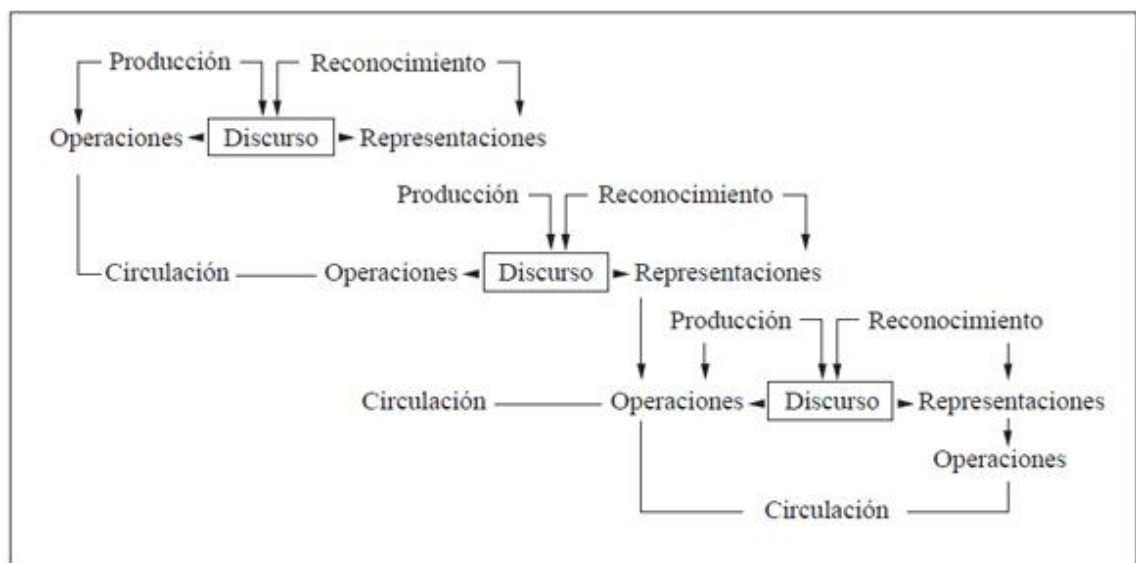 Producción Reconocimiento
Operaciones Discurso Representaciones
Producción Reconocimiento
Circulación Operaciones Discurso Representaciones
Producción Reconocimiento
Circulación Operaciones Discurso Representaciones
Operaciones
Circulación